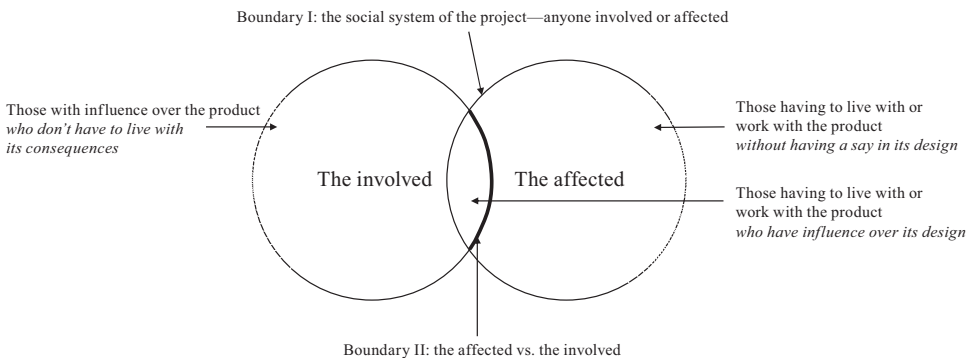 Boundary I: the social system of the project—anyone involved or affected
Those with influence over the product
who don't have to live with
its consequences
The involved
The affected
Those having to live with or
work with the product
without having a say in its design
Those having to live with or
work with the product
who have influence over its design
Boundary II: the affected vs. the involved